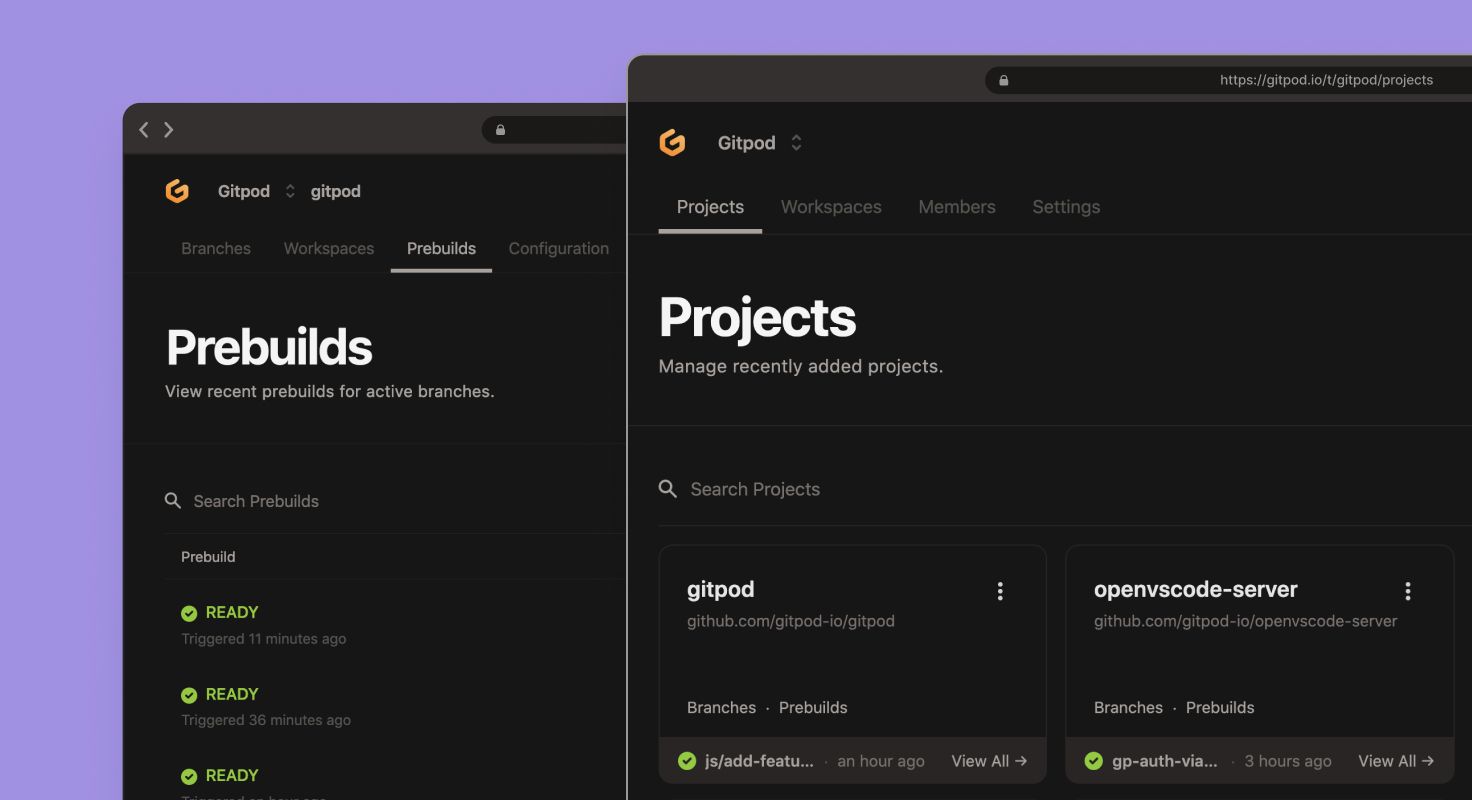 Gitpod gitpod
Branches Workspaces Prebuilds Configuration
Prebuilds
View recent prebuilds for active branches.
Search Prebuilds
Prebuild
READY
Triggered 11 minutes ago
READY
Triggered 36 minutes ago
READY
Triggered an hour ago
https://gitpod.io/t/gitpod/projects
Gitpod
Projects Workspaces Members Settings
Projects
Manage recently added projects.
Search Projects
gitpod
github.com/gitpod-io/gitpod
Branches · Prebuilds
js/add-featu... · an hour ago View All →
openvscode-server
github.com/gitpod-io/openvscode-server
Branches · Prebuilds
gp-auth-via... · 3 hours ago View All →